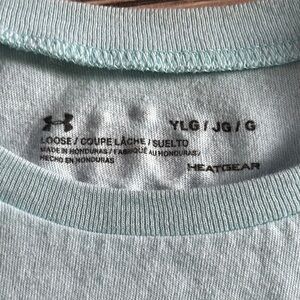 YLG / JG / G
LOOSE / COUPE LÂCHE / SUELTO
MADE IN HONDURAS / FABRIQUÉ AU HONDURAS /
HECHO EN HONDURAS
HEATGEAR